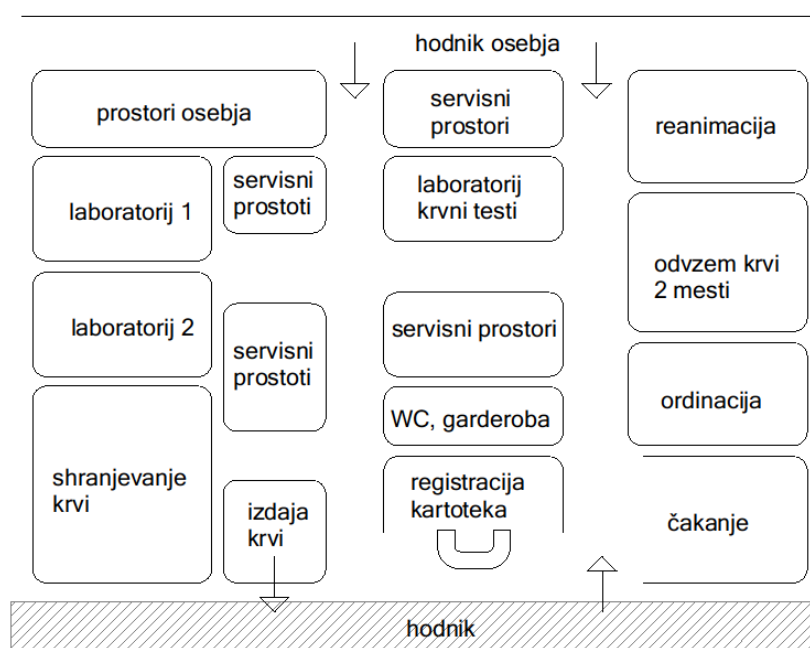 hodnik osebja
prostori osebja
servisni
prostori
reanimacija
laboratorij 1
servisni
prostoti
laboratorij
krvni testi
odvzem krvi
2 mesti
laboratorij 2
servisni
prostoti
servisni prostori
ordinacija
WC, garderoba
shranjevanje
krvi
izdaja
krvi
registracija
kartoteka
čakanje
hodnik